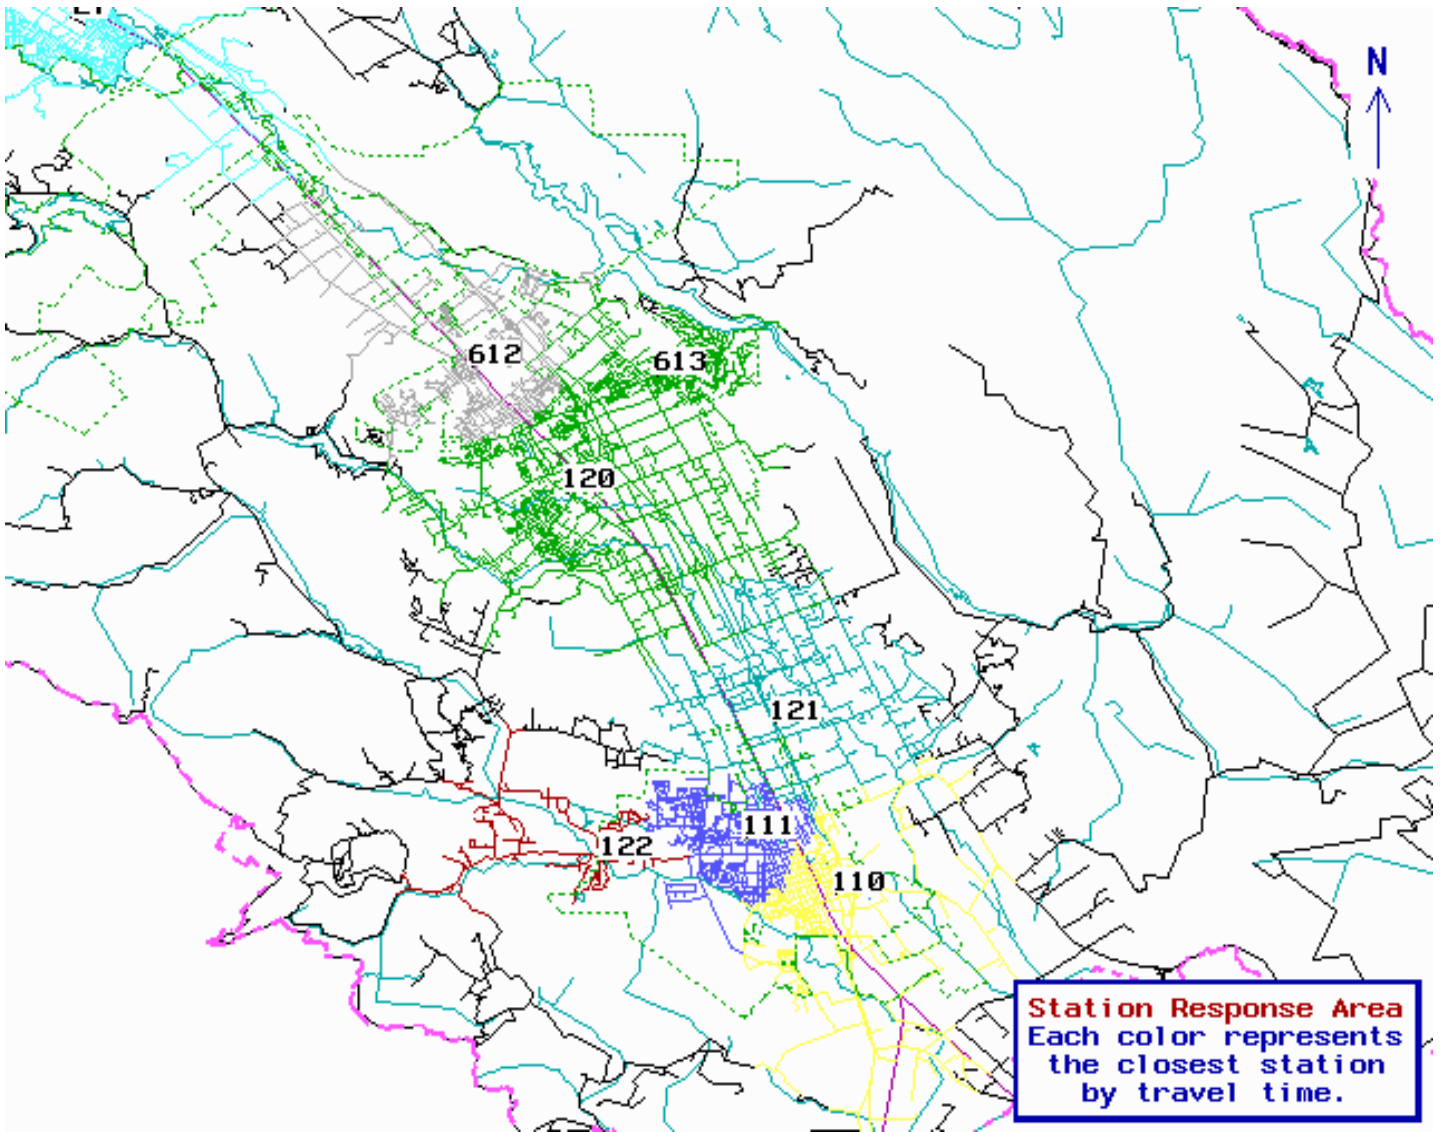 N
612
613
120
121
111
122
110
Station Response Area
Each color represents
the closest station
by travel time.